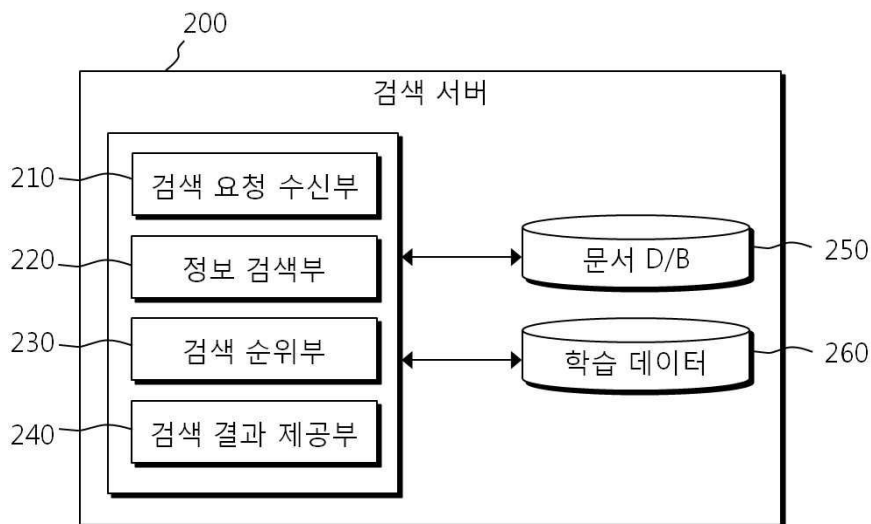 200
검색 서버
210
검색 요청 수신부
220
정보 검색부
230
검색 순위부
240
검색 결과 제공부
문서 D/B
250
학습 데이터
260